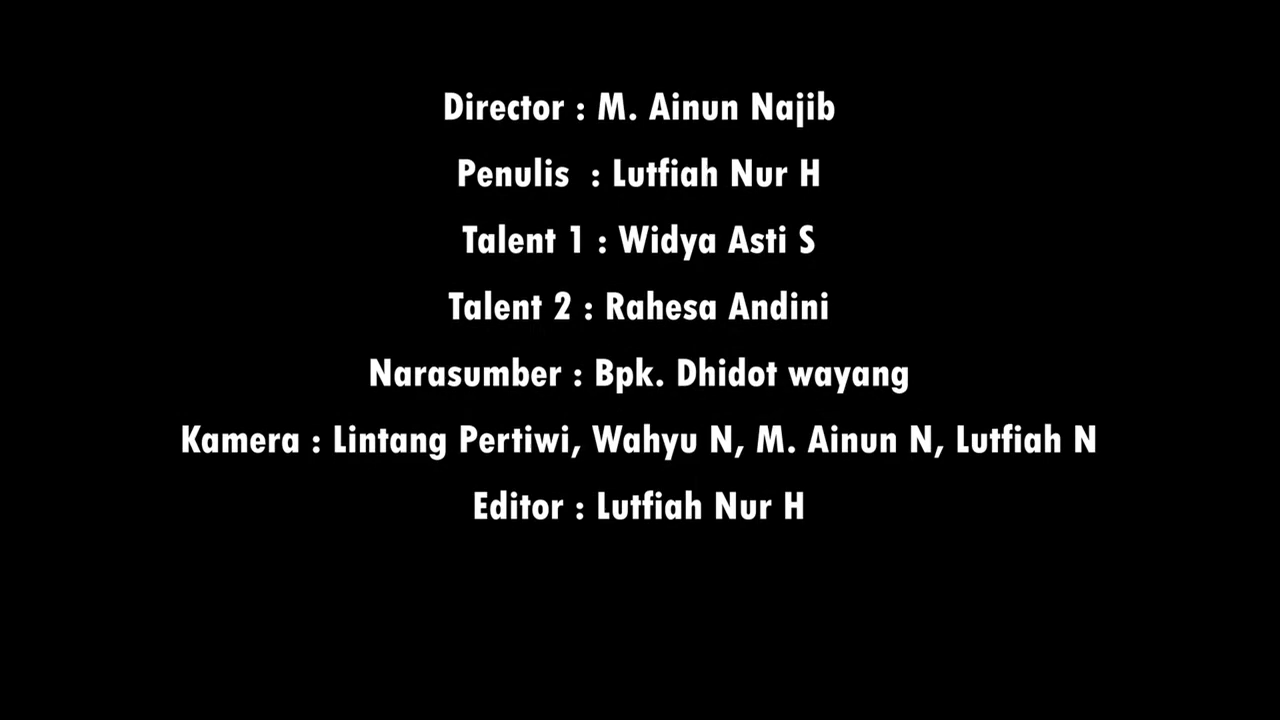 Director : M. Ainun Najib
Penulis  : Lutfiah Nur H
Talent 1 : Widya Asti S
Talent 2 : Rahesa Andini
Narasumber : Bpk. Dhidot wayang
Kamera : Lintang Pertiwi, Wahyu N, M. Ainun N, Lutfiah N
Editor : Lutfiah Nur H